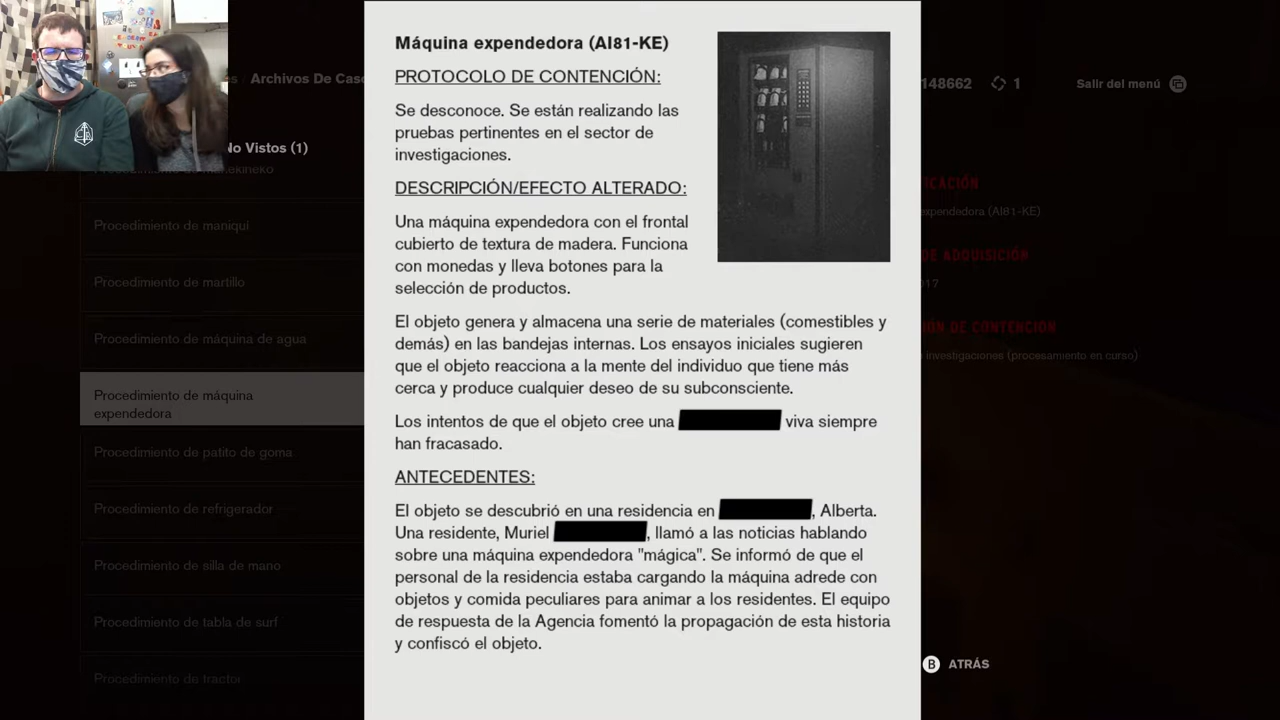 Archivos De Caso
148662
1
Salir del menú
No Vistos (1)
Procedimiento de maniquí
Procedimiento de martillo
Procedimiento de máquina de agua
Procedimiento de máquina
expendedora
Procedimiento de patito de goma
Procedimiento de refrigerador
Procedimiento de silla de mano
Procedimiento de tabla de surf
Procedimiento de tractor
Máquina expendedora (AI81-KE)
PROTOCOLO DE CONTENCIÓN:
Se desconoce. Se están realizando las
pruebas pertinentes en el sector de
investigaciones.
DESCRIPCIÓN/EFECTO ALTERADO:
Una máquina expendedora con el frontal
cubierto de textura de madera. Funciona
con monedas y lleva botones para la
selección de productos.
El objeto genera y almacena una serie de materiales (comestibles y
demás) en las bandejas internas. Los ensayos iniciales sugieren
que el objeto reacciona a la mente del individuo que tiene más
cerca y produce cualquier deseo de su subconsciente.
Los intentos de que el objeto cree una viva siempre
han fracasado.
ANTECEDENTES:
El objeto se descubrió en una residencia en , Alberta.
Una residente, Muriel , llamó a las noticias hablando
sobre una máquina expendedora "mágica". Se informó de que el
personal de la residencia estaba cargando la máquina adrede con
objetos y comida peculiares para animar a los residentes. El equipo
de respuesta de la Agencia fomentó la propagación de esta historia
y confiscó el objeto.
ICACIÓN
expendedora (AI81-KE)
DE ADQUISICIÓN
017
IÓN DE CONTENCIÓN
investigaciones (procesamiento en curso)
B ATRÁS